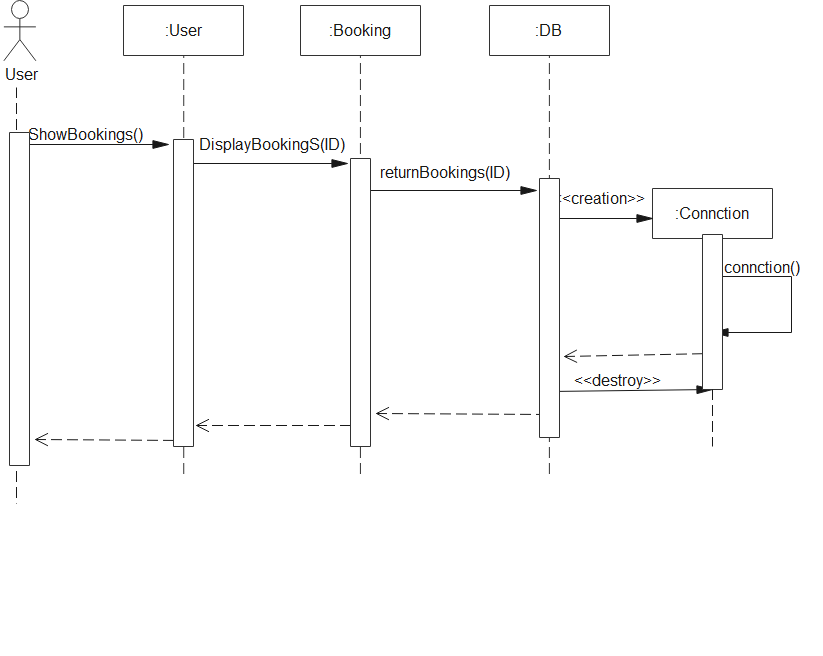 :User
:Booking
:DB
User
ShowBookings()
DisplayBookingS(ID)
returnBookings(ID)
<<creation>>
:Connction
connction()
<<destroy>>